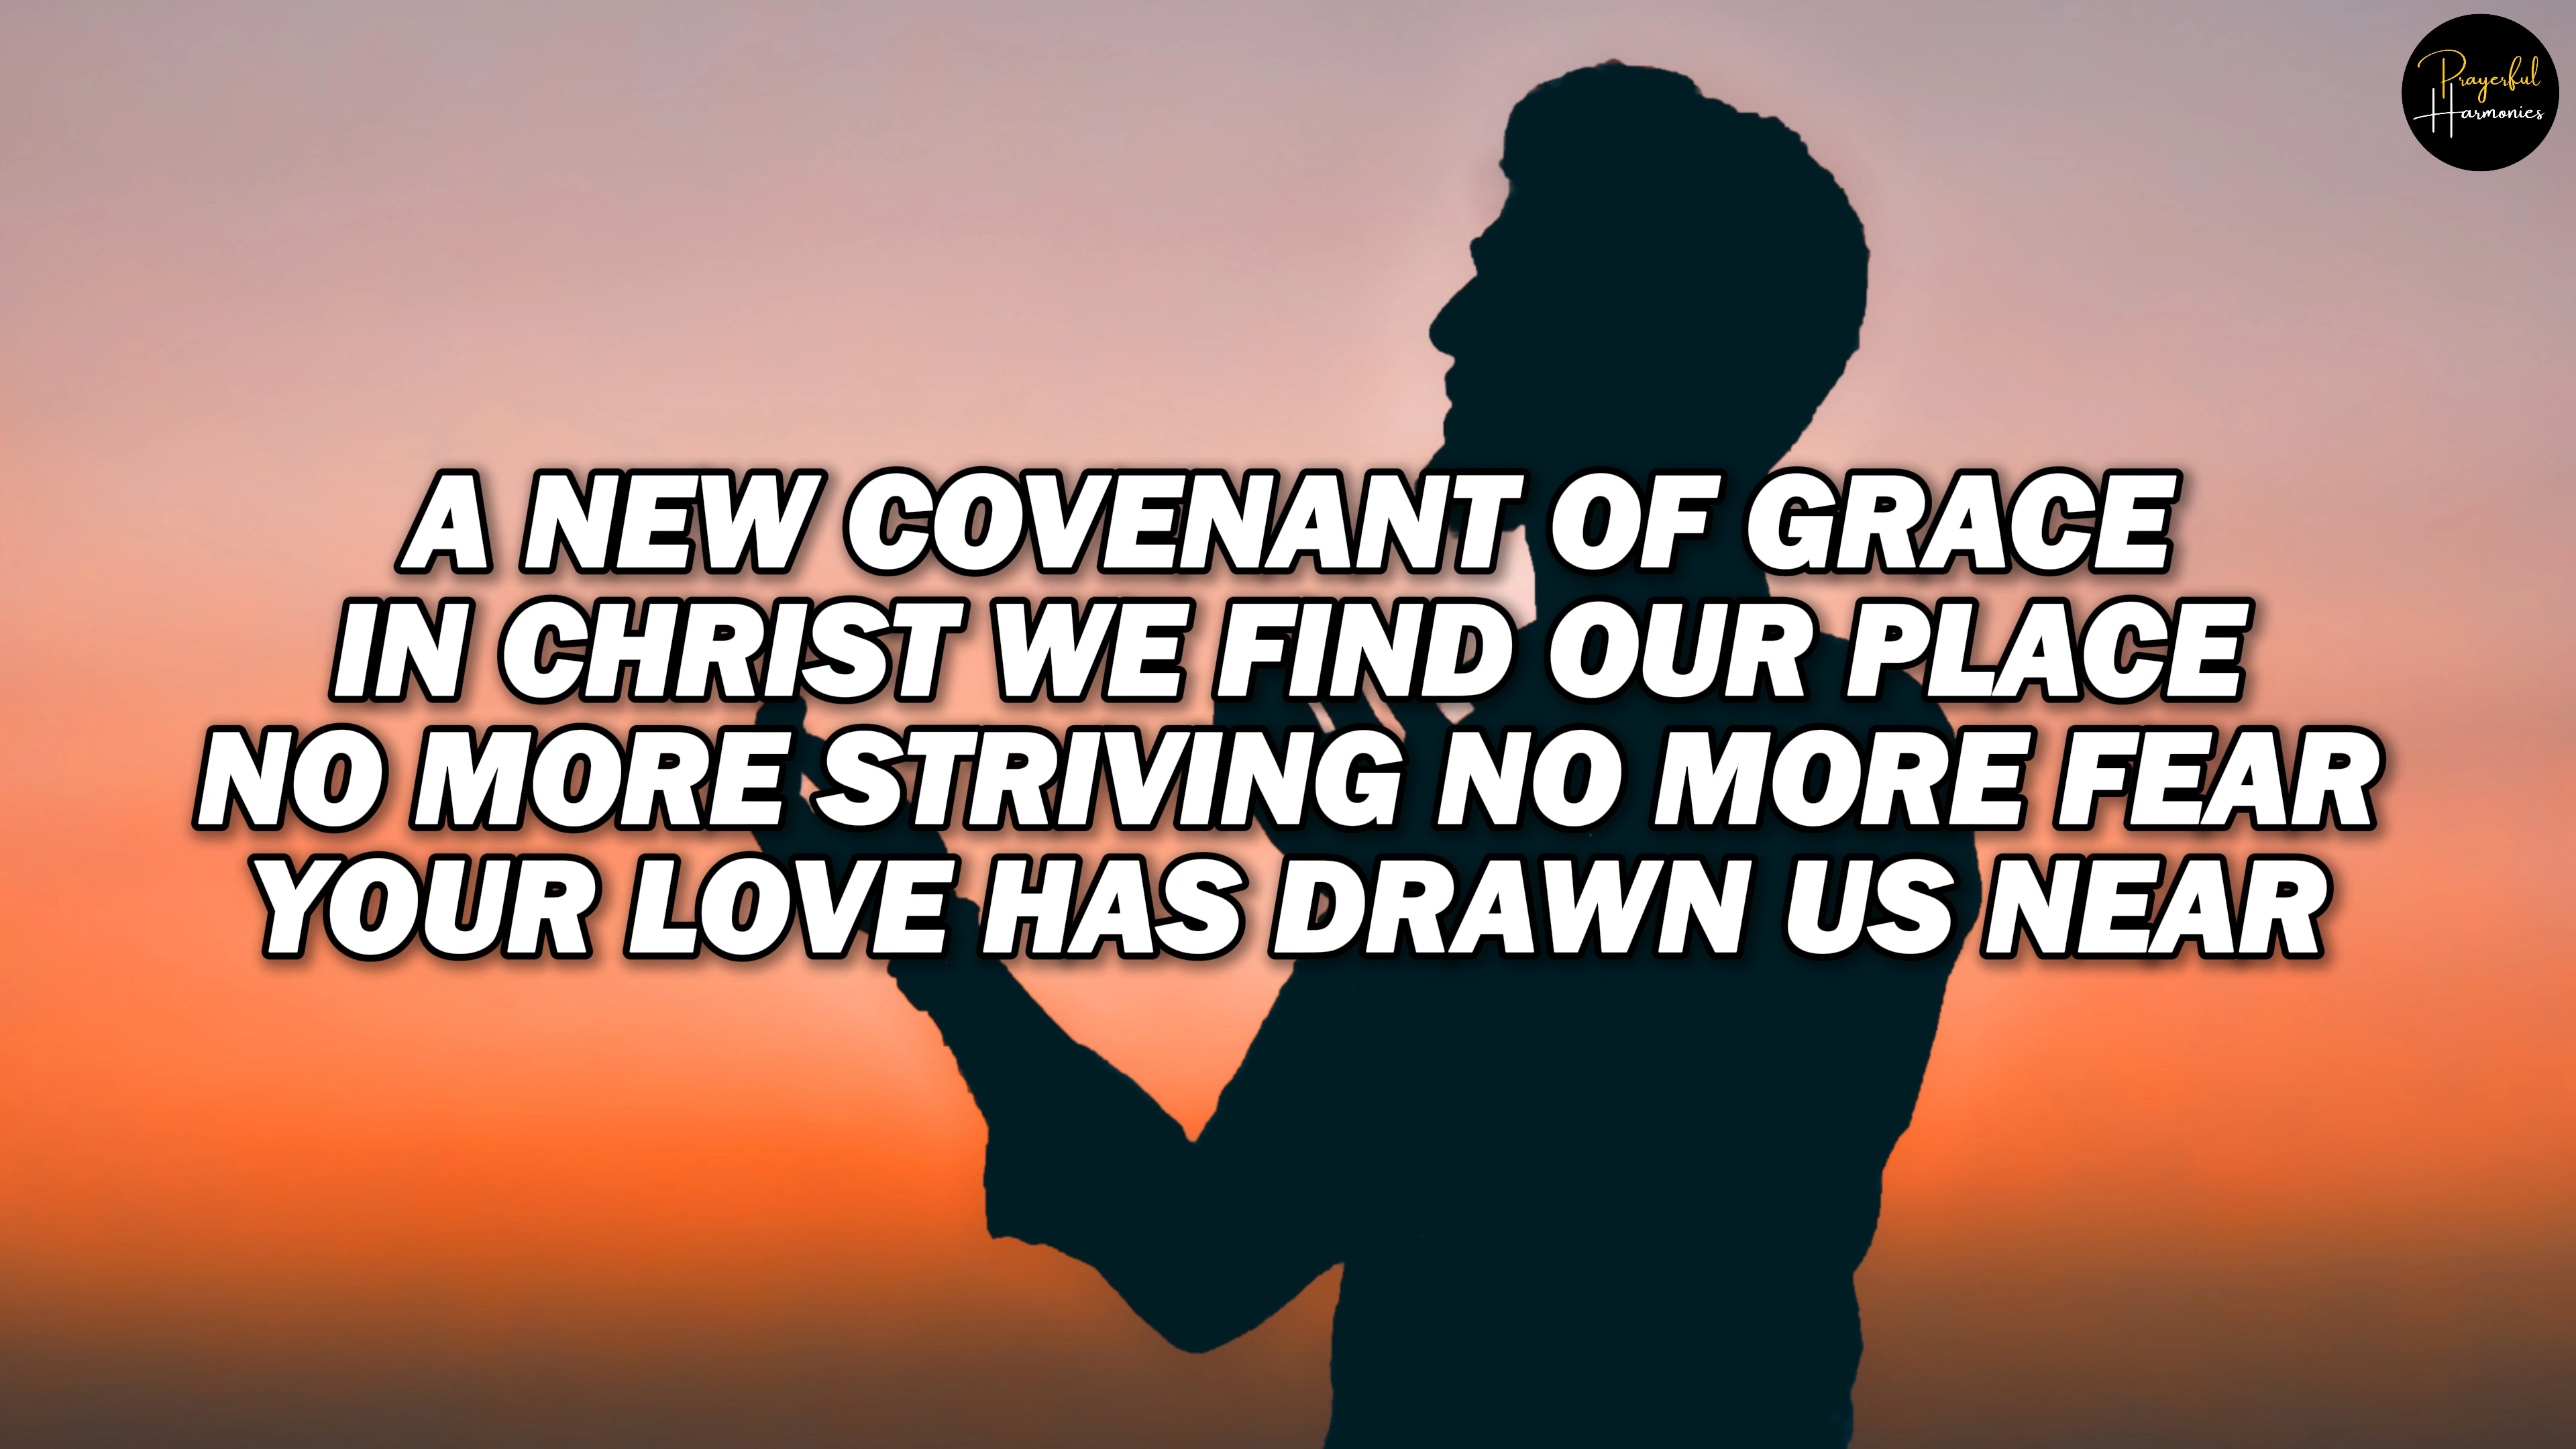 Prayerful
Harmonies
A NEW COVENANT OF GRACE
IN CHRIST WE FIND OUR PLACE
NO MORE STRIVING NO MORE FEAR
YOUR LOVE HAS DRAWN US NEAR